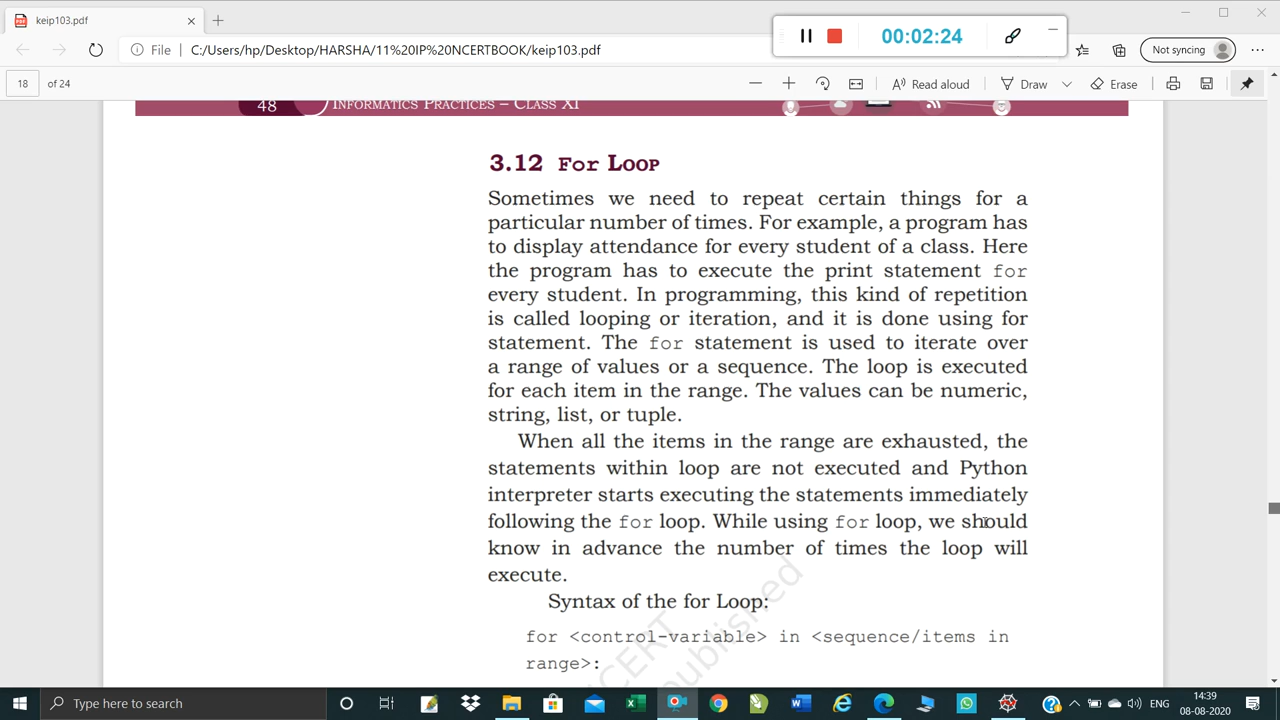 keip103.pdf
File C:/Users/hp/Desktop/HARSHA/11%20IP%20NCERTBOOK/keip103.pdf
00:02:24
Not syncing
18 of 24
Read aloud
Draw
Erase
48 INFORMATICS PRACTICES – CLASS XI
3.12 For LOOP
Sometimes we need to repeat certain things for a
particular number of times. For example, a program has
to display attendance for every student of a class. Here
the program has to execute the print statement for
every student. In programming, this kind of repetition
is called looping or iteration, and it is done using for
statement. The for statement is used to iterate over
a range of values or a sequence. The loop is executed
for each item in the range. The values can be numeric,
string, list, or tuple.
When all the items in the range are exhausted, the
statements within loop are not executed and Python
interpreter starts executing the statements immediately
following the for loop. While using for loop, we should
know in advance the number of times the loop will
execute.
Syntax of the for Loop:
for <control-variable> in <sequence/items in
range>:
NCERT
published
Type here to search
ENG
14:39
08-08-2020